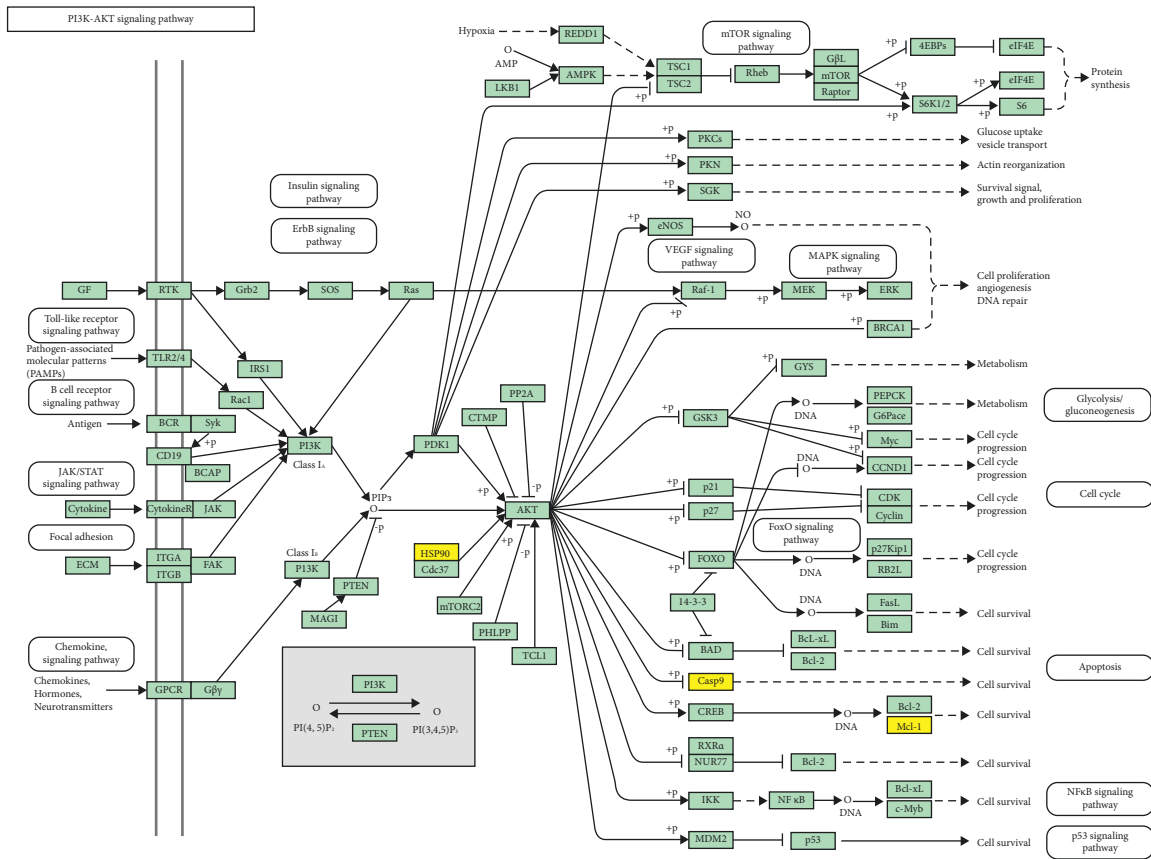 PI3K-AKT signaling pathway
Hypoxia
REDD1
AMP
LKB1
AMPK
TSC1
TSC2
+p
Rheb
mTOR signaling
pathway
GβL
mTOR
Raptor
+p
4EBPs
eIF4E
+p
S6K1/2
+p
eIF4E
+p
S6
Protein
synthesis
+p
PKCs
Glucose uptake
vesicle transport
+p
PKN
Actin reorganization
+p
SGK
Survival signal,
growth and proliferation
Insulin signaling
pathway
ErbB signaling
pathway
+p
eNOS
NO
O
VEGF signaling
pathway
MAPK signaling
pathway
GF
RTK
Grb2
SOS
Ras
Raf-1
+p
+p
MEK
+p
ERK
Cell proliferation
angiogenesis
DNA repair
+p
BRCA1
Toll-like receptor
signaling pathway
Pathogen-associated
molecular patterns
(PAMPs)
TLR2/4
IRS1
Rac1
B cell receptor
signaling pathway
Antigen
BCR
Syk
+p
CD19
BCAP
PI3K
Class IA
JAK/STAT
signaling pathway
Cytokine
CytokineR
JAK
Focal adhesion
ECM
ITGA
ITGB
FAK
Chemokine,
signaling pathway
Chemokines,
Hormones,
Neurotransmitters
GPCR
Gβγ
Class IB
P13K
MAGI
PTEN
PIP3
O
-p
PDK1
CTMP
PP2A
+p
-p
AKT
HSP90
Cdc37
+p
mTORC2
+p
PHLPP
-p
TCL1
PI3K
O
O
PI(4, 5)P2
PI(3,4,5)P3
PTEN
+p
GYS
Metabolism
+p
GSK3
O
DNA
PEPCK
G6Pace
Metabolism
Glycolysis/
gluconeogenesis
+p
Myc
Cell cycle
progression
DNA
O
+p
CCND1
Cell cycle
progression
+p
p21
+p
p27
CDK
Cyclin
Cell cycle
progression
Cell cycle
FoxO signaling
pathway
+p
FOXO
O
DNA
p27Kip1
RB2L
Cell cycle
progression
14-3-3
DNA
O
FasL
Bim
Cell survival
+p
BAD
BcL-xL
Bcl-2
Cell survival
Apoptosis
+p
Casp9
Cell survival
+p
CREB
O
DNA
Bcl-2
Mcl-1
Cell survival
+p
RXRα
NUR77
Bcl-2
Cell survival
+p
IKK
NFκB
O
DNA
Bcl-xL
c-Myb
Cell survival
NFκB signaling
pathway
+p
MDM2
p53
Cell survival
p53 signaling
pathway